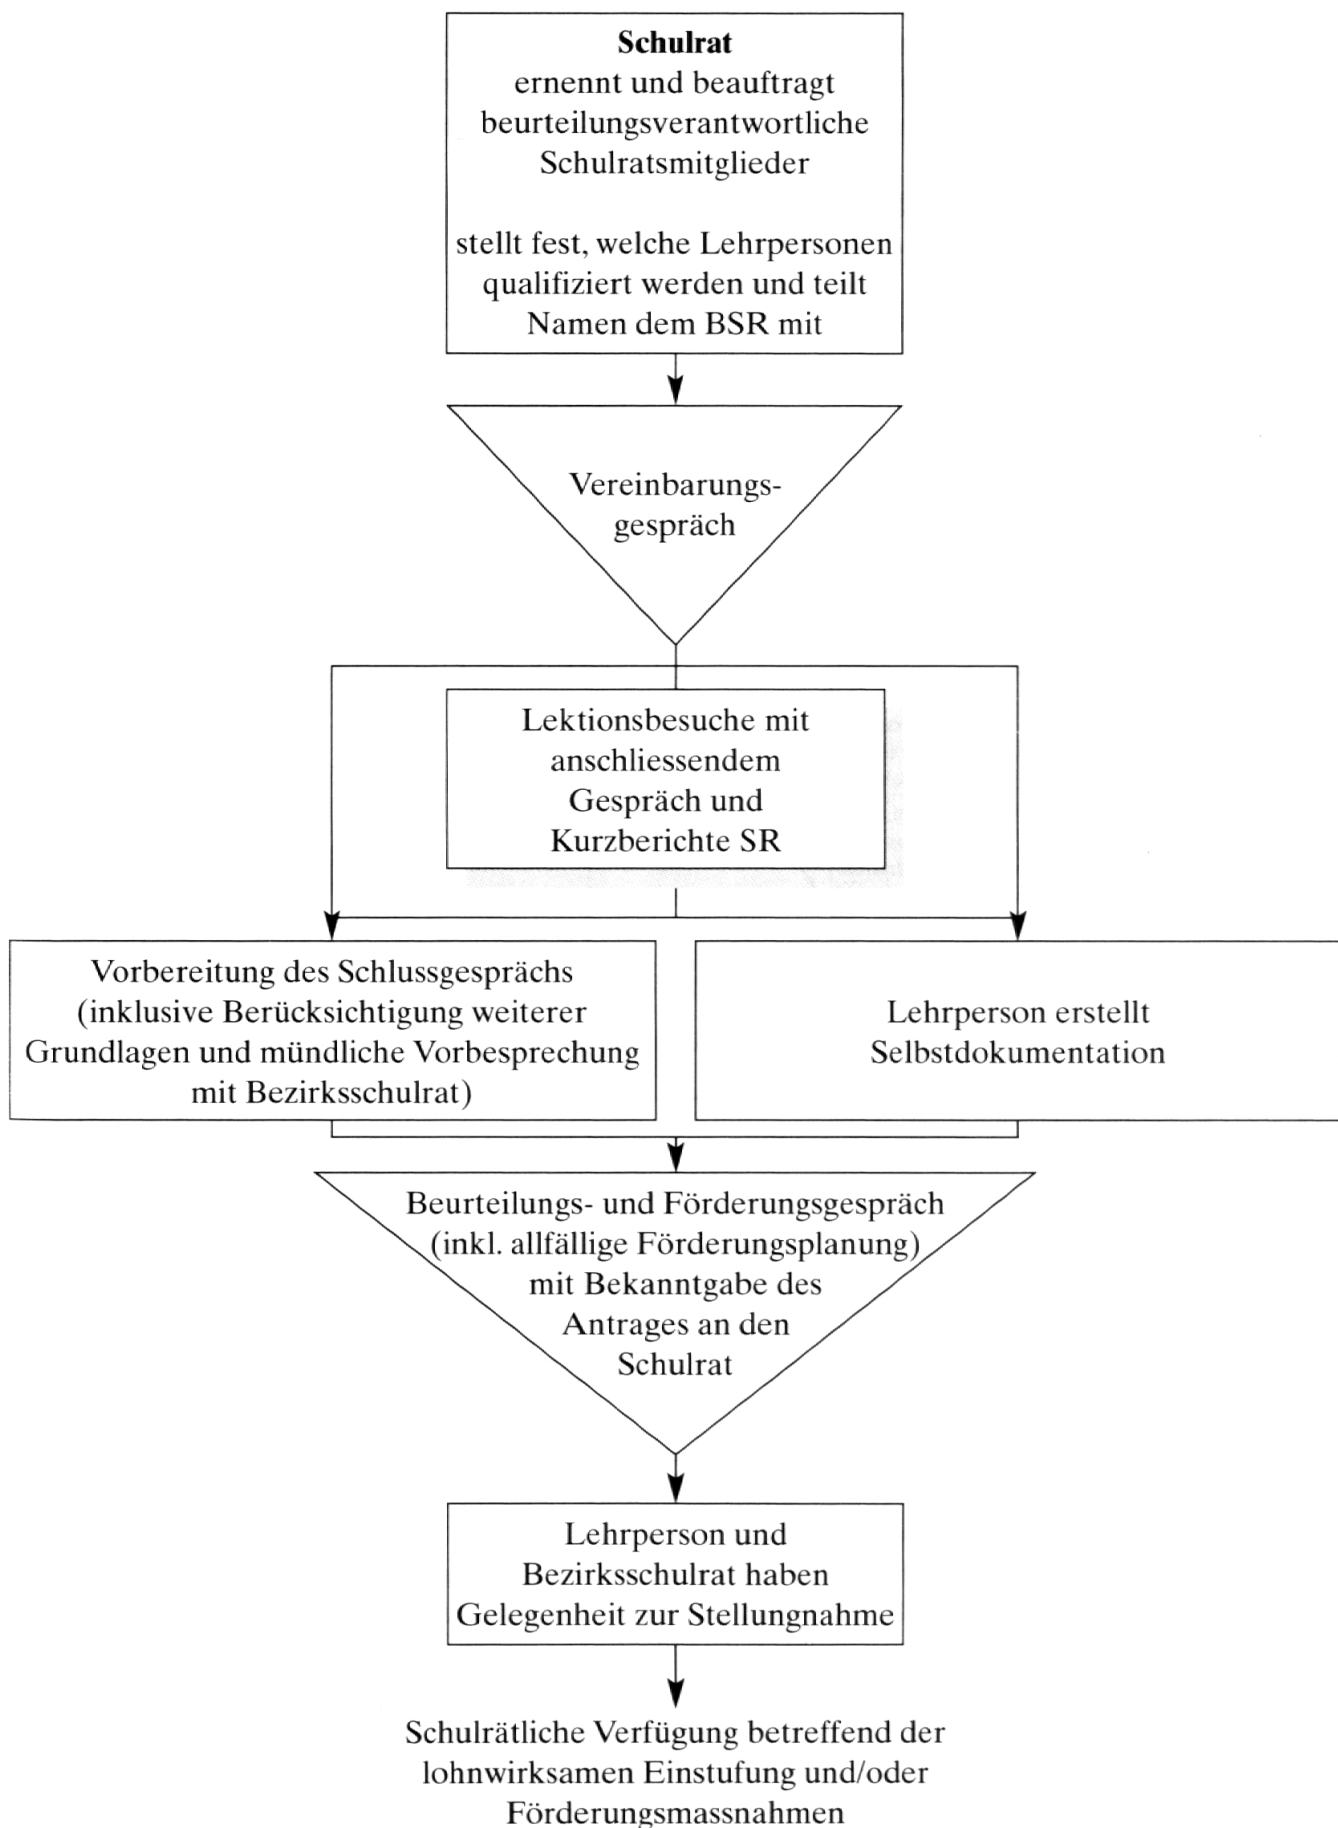 Schulrat
ernennt und beauftragt
beurteilungsverantwortliche
Schulratsmitglieder
stellt fest, welche Lehrpersonen
qualifiziert werden und teilt
Namen dem BSR mit
Vereinbarungs-
gespräch
Lektionsbesuche mit
anschliessendem
Gespräch und
Kurzberichte SR
Vorbereitung des Schlussgesprächs
(inklusive Berücksichtigung weiterer
Grundlagen und mündliche Vorbesprechung
mit Bezirksschulrat)
Lehrperson erstellt
Selbstdokumentation
Beurteilungs- und Förderungsgespräch
(inkl. allfällige Förderungsplanung)
mit Bekanntgabe des
Antrages an den
Schulrat
Lehrperson und
Bezirksschulrat haben
Gelegenheit zur Stellungnahme
Schulrätliche Verfügung betreffend der
lohnwirksamen Einstufung und/oder
Förderungsmassnahmen